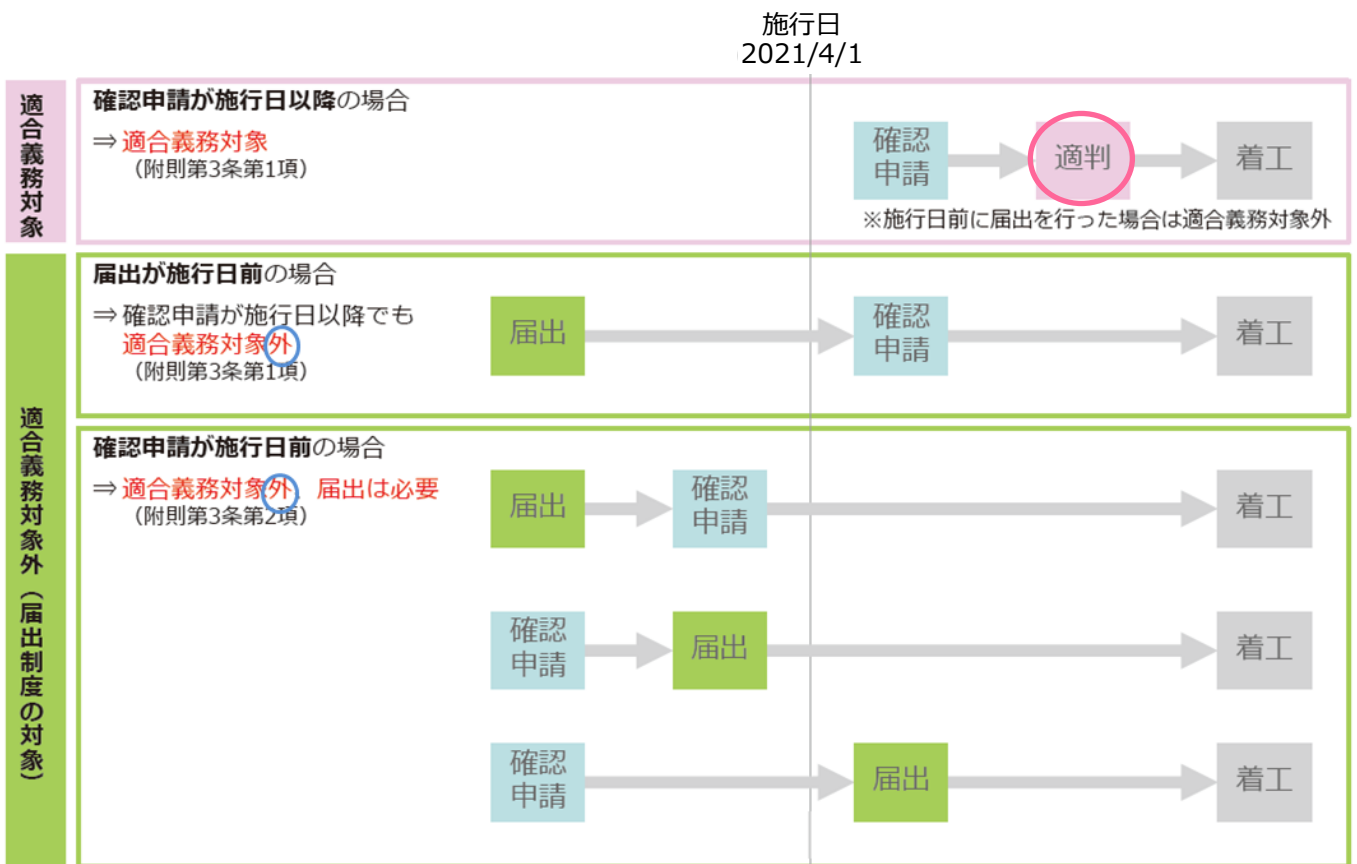 施行日
2021/4/1
適合義務対象
確認申請が施行日以降の場合
⇒ 適合義務対象
（附則第3条第1項）
確認
申請
適判
着工
※施行日前に届出を行った場合は適合義務対象外
適合義務対象外（届出制度の対象）
届出が施行日前の場合
⇒ 確認申請が施行日以降でも
適合義務対象外
（附則第3条第1項）
届出
確認
申請
着工
確認申請が施行日前の場合
⇒ 適合義務対象外、届出は必要
（附則第3条第2項）
届出
確認
申請
着工
確認
申請
届出
着工
確認
申請
届出
着工